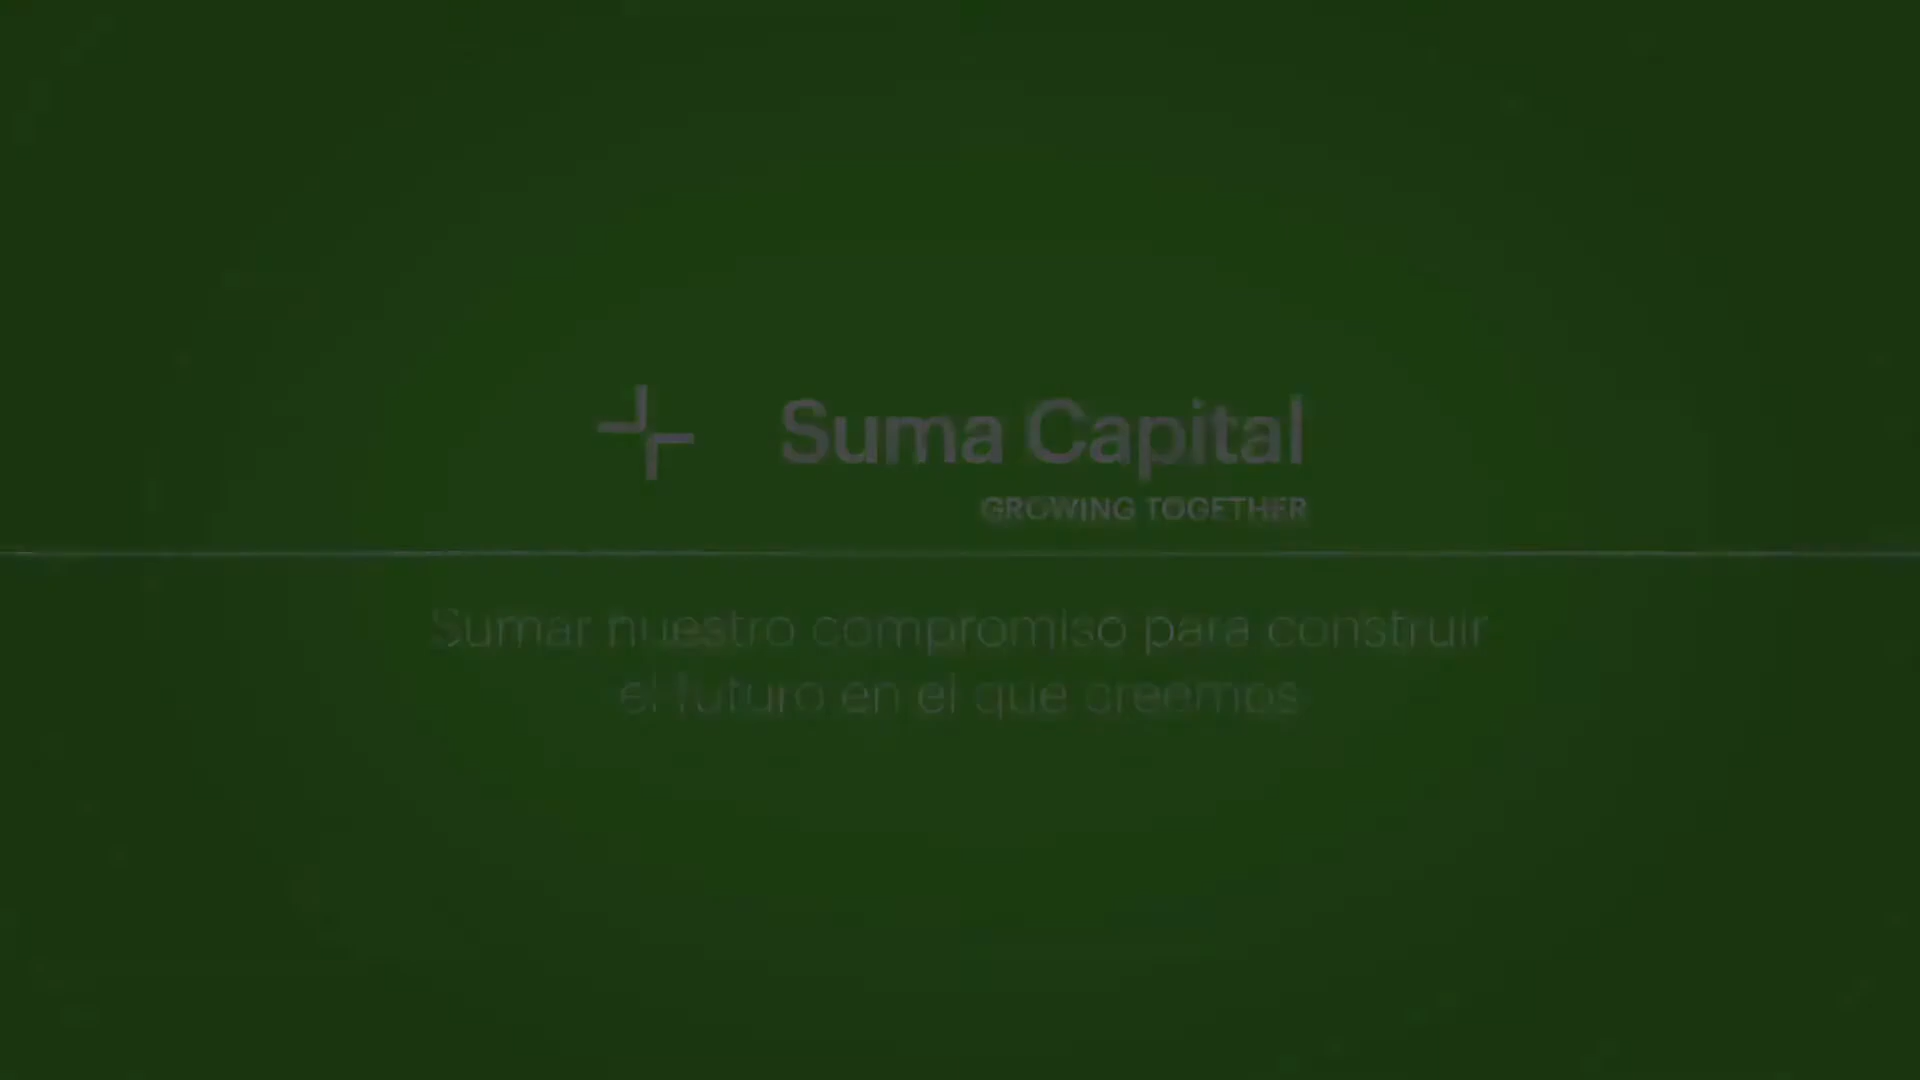 Suma Capital
GROWING TOGETHER
Sumar nuestro compromiso para construir
el futuro en el que creemos